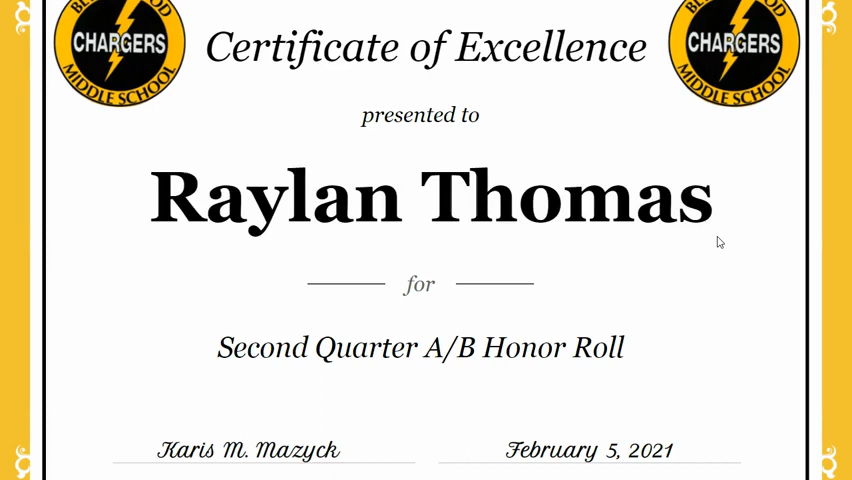 CHARGERS
MIDDLE SCHOOL
Certificate of Excellence
CHARGERS
MIDDLE SCHOOL
presented to
Raylan Thomas
for
Second Quarter A/B Honor Roll
Karis M. Mazyck
February 5, 2021